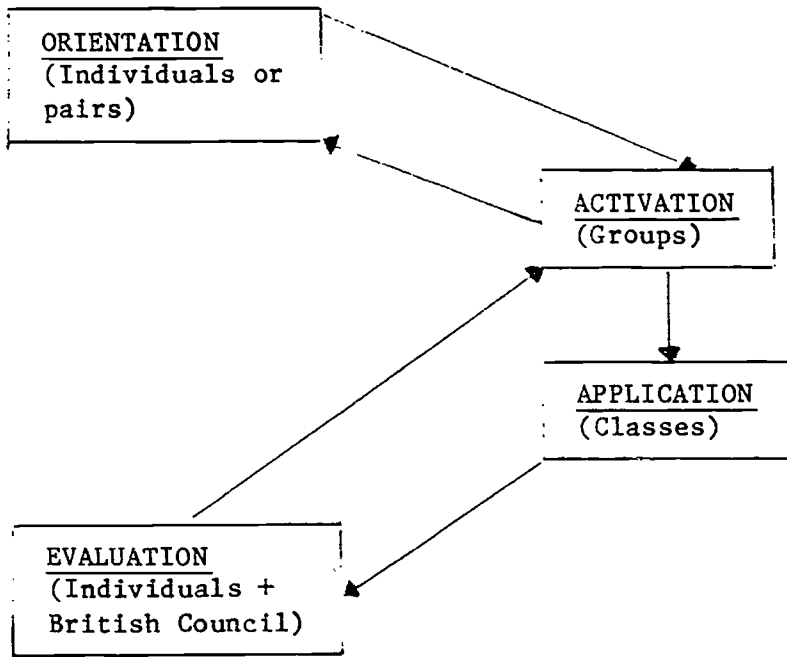 ORIENTATION
(Individuals or
pairs)
ACTIVATION
(Groups)
APPLICATION
(Classes)
EVALUATION
(Individuals +
British Council)